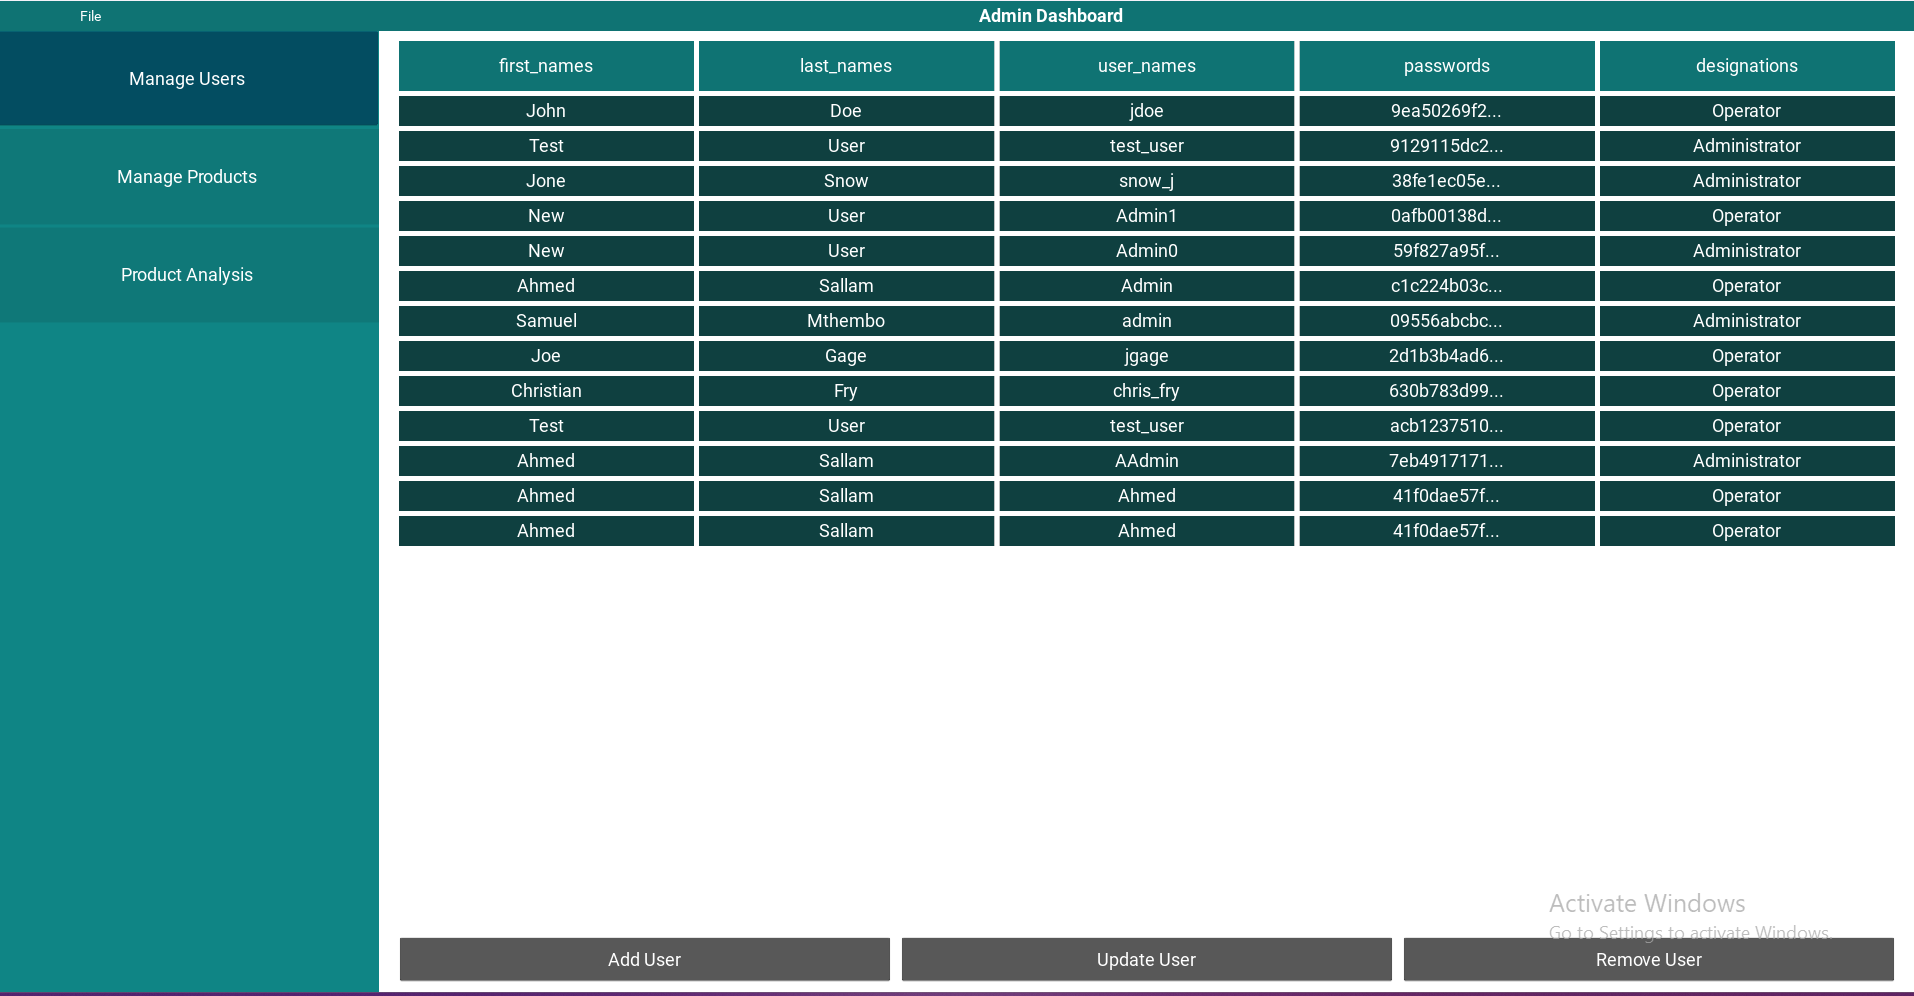 File Admin Dashboard
Manage Users
Manage Products
Product Analysis
first_names last_names user_names passwords designations
John Doe jdoe 9ea50269f2... Operator
Test User test_user 9129115dc2... Administrator
Jone Snow snow_j 38fe1ec05e... Administrator
New User Admin1 0afb00138d... Operator
New User Admin0 59f827a95f... Administrator
Ahmed Sallam Admin c1c224b03c... Operator
Samuel Mthembo admin 09556abcbc... Administrator
Joe Gage jgage 2d1b3b4ad6... Operator
Christian Fry chris_fry 630b783d99... Operator
Test User test_user acb1237510... Operator
Ahmed Sallam AAdmin 7eb4917171... Administrator
Ahmed Sallam Ahmed 41f0dae57f... Operator
Ahmed Sallam Ahmed 41f0dae57f... Operator
Activate Windows
Go to Settings to activate Windows.
Add User Update User Remove User